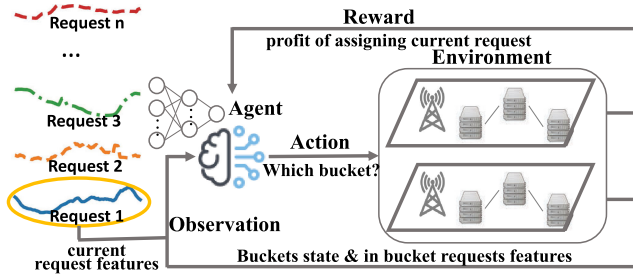 Request n
...
Request 3
Request 2
Request 1
current
request features
Reward
profit of assigning current request
Environment
Agent
Action
Which bucket?
Observation
Buckets state & in bucket requests features